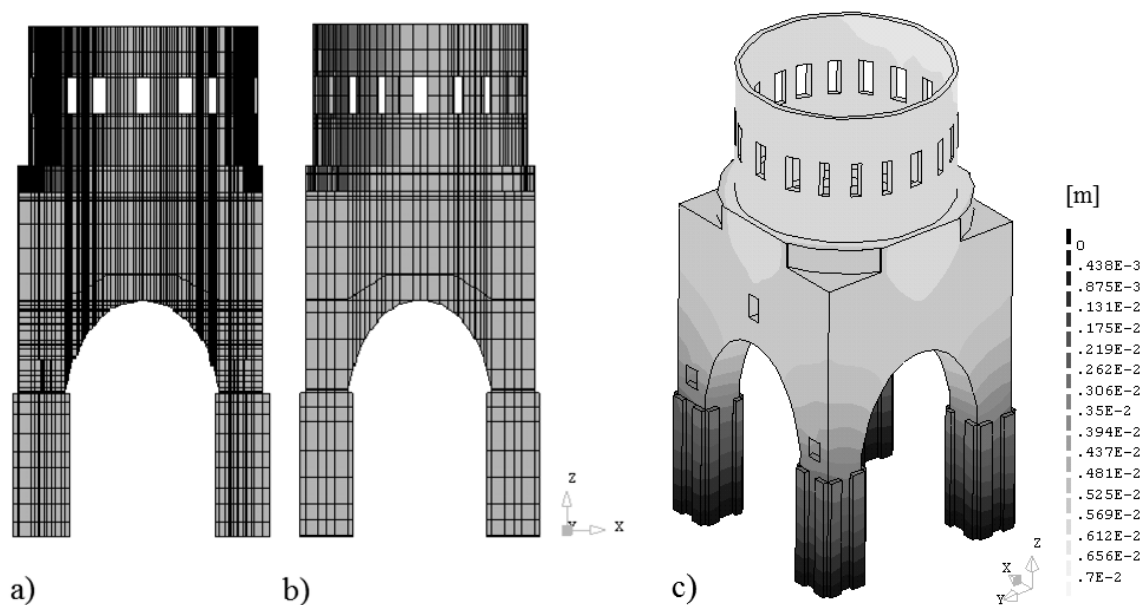 [m]
0
.438E-3
.875E-3
.131E-2
.175E-2
.219E-2
.262E-2
.306E-2
.35E-2
.394E-2
.437E-2
.481E-2
.525E-2
.569E-2
.612E-2
.656E-2
.7E-2
Z
Y X
Z
X
Y
a)
b)
c)